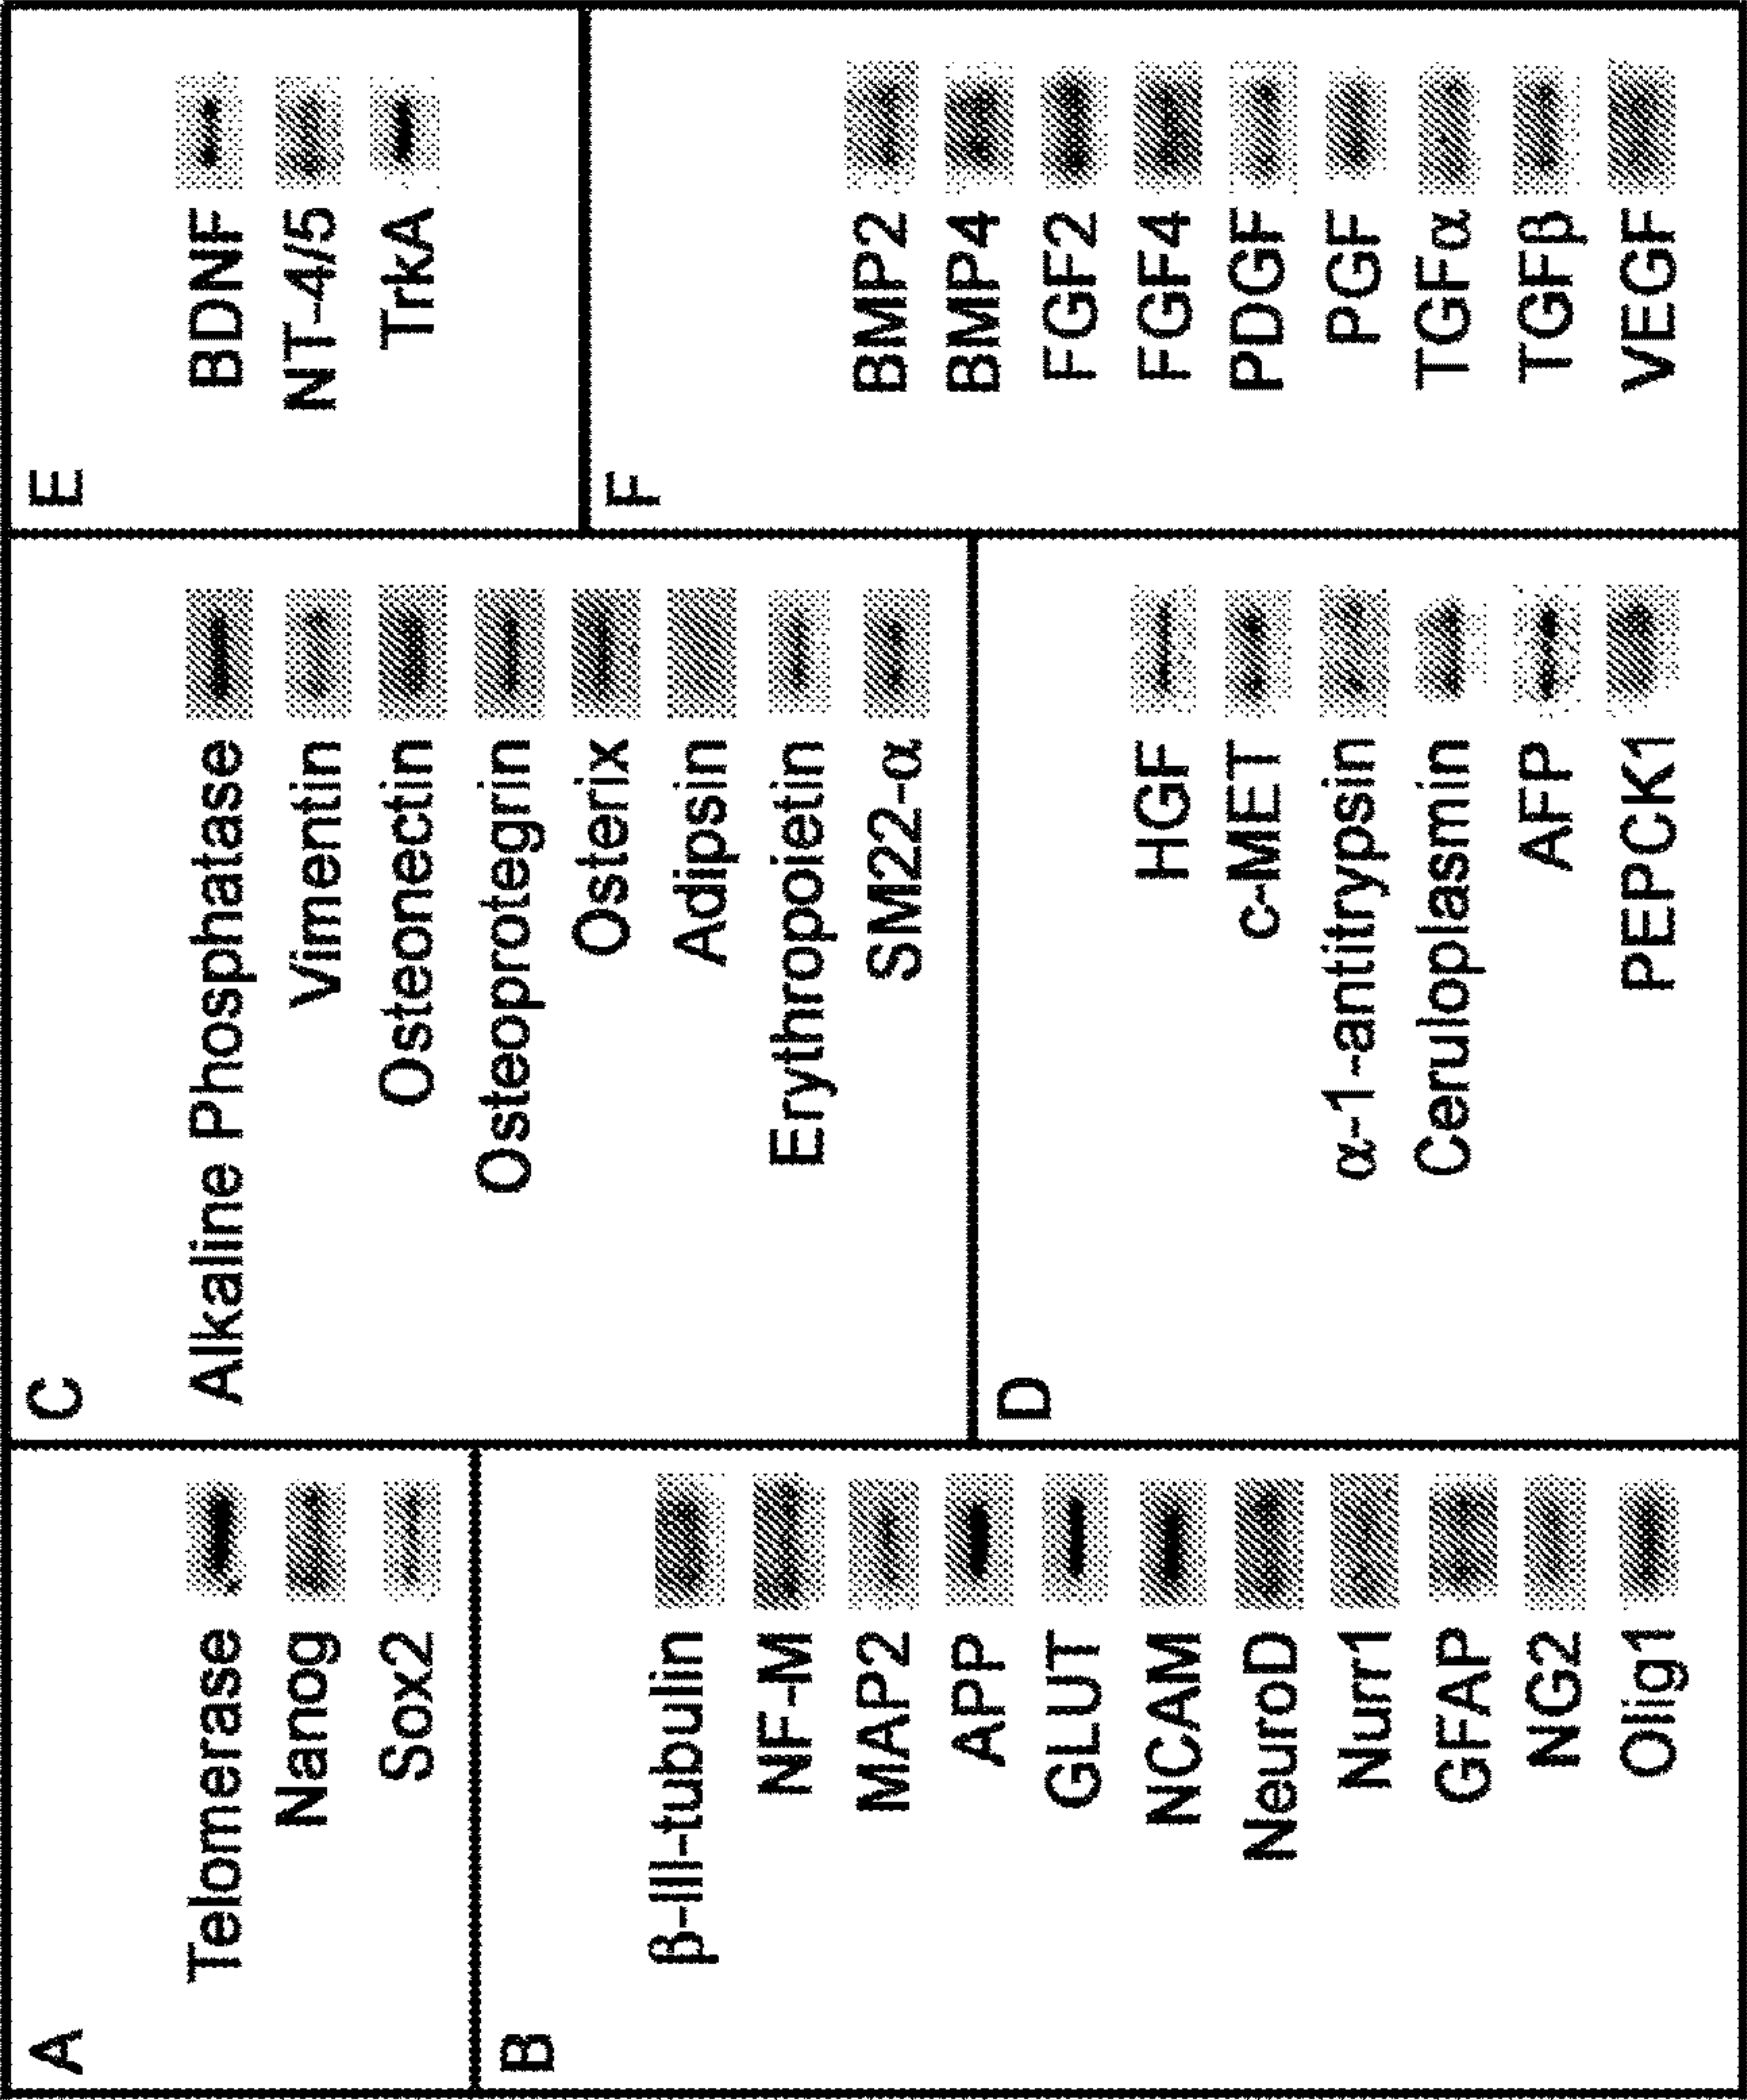 A
Telomerase
Nanog
Sox2
B
β-III-tubulin
NF-M
MAP2
APP
GLUT
NCAM
NeuroD
Nurr1
GFAP
NG2
Olig1
C
Alkaline Phosphatase
Vimentin
Osteonectin
Osteoprotegrin
Osterix
Adipsin
Erythropoietin
SM22-α
D
HGF
c-MET
α-1-antitrypsin
Ceruloplasmin
AFP
PEPCK1
E
BDNF
NT-4/5
TrkA
F
BMP2
BMP4
FGF2
FGF4
PDGF
PGF
TGFα
TGFβ
VEGF